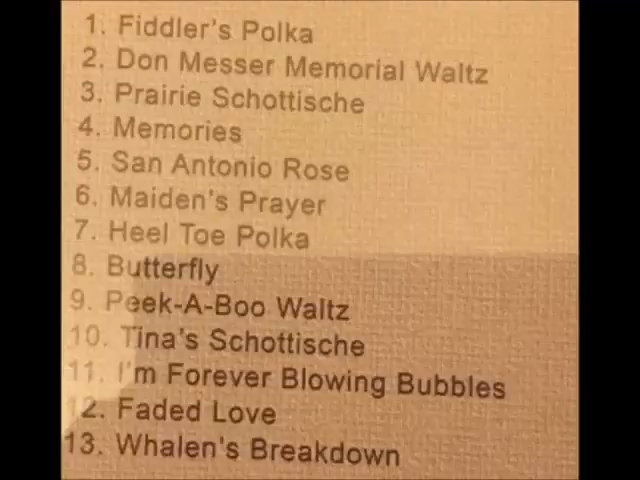 1. Fiddler's Polka
2. Don Messer Memorial Waltz
3. Prairie Schottische
4. Memories
5. San Antonio Rose
6. Maiden's Prayer
7. Heel Toe Polka
8. Butterfly
9. Peek-A-Boo Waltz
10. Tina's Schottische
11. I'm Forever Blowing Bubbles
12. Faded Love
13. Whalen's Breakdown